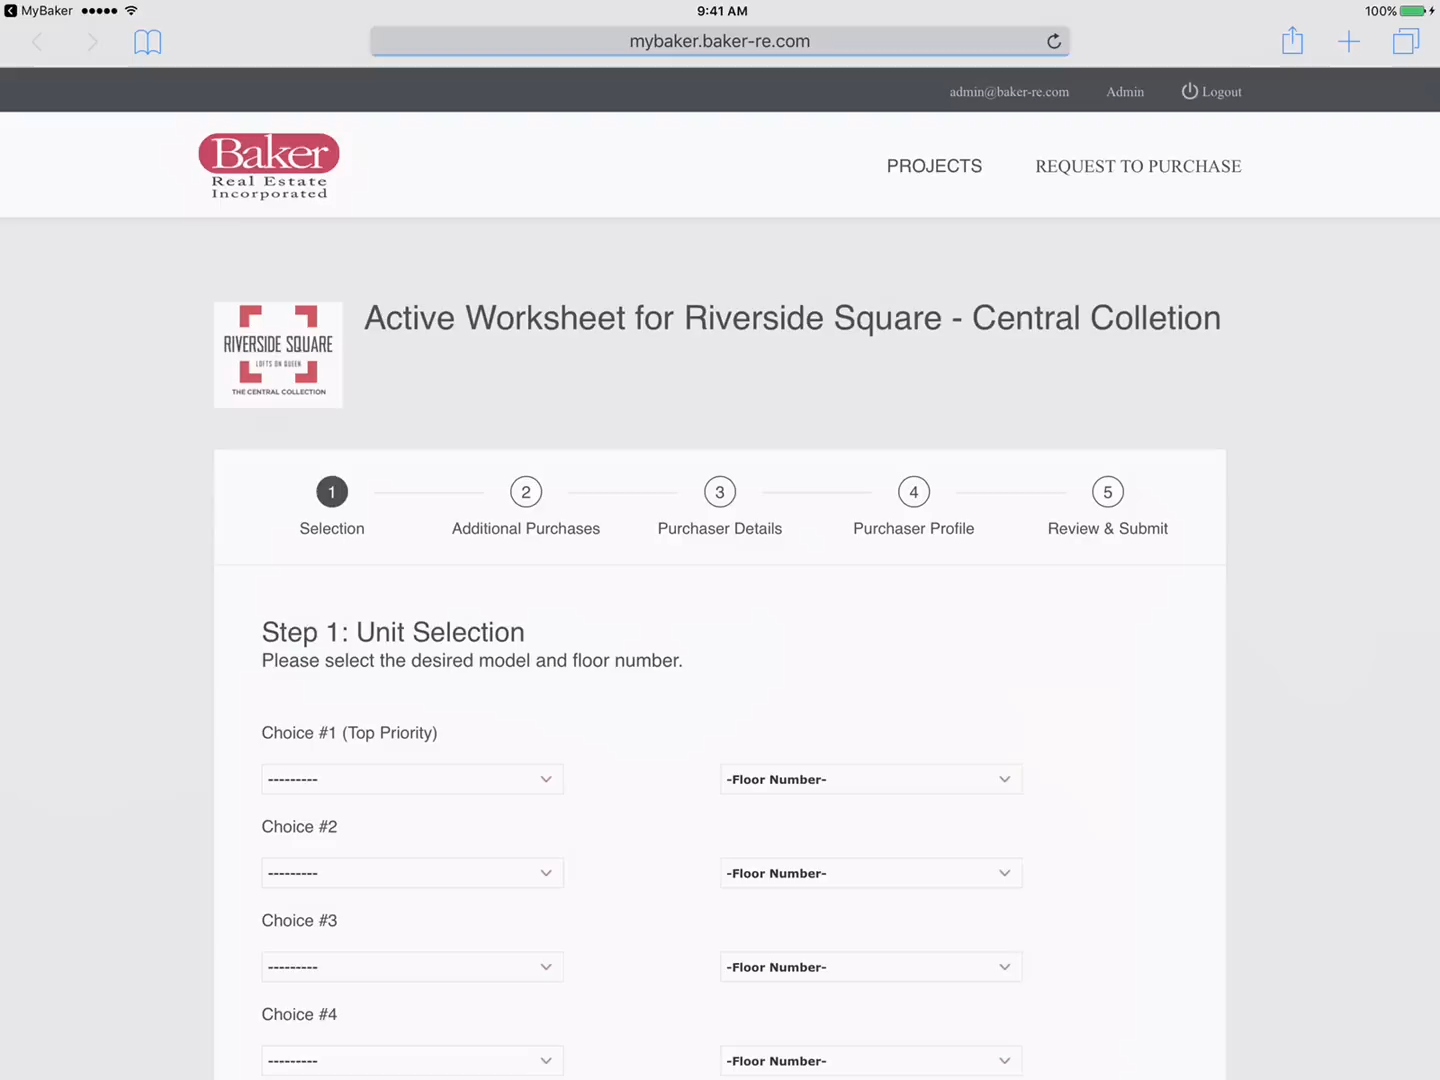 MyBaker
9:41 AM
100%
mybaker.baker-re.com
admin@baker-re.com
Admin
Logout
Baker
Real Estate
Incorporated
PROJECTS
REQUEST TO PURCHASE
RIVERSIDE SQUARE
LOFTS ON QUEEN
THE CENTRAL COLLECTION
Active Worksheet for Riverside Square - Central Colletion
1
2
3
4
5
Selection
Additional Purchases
Purchaser Details
Purchaser Profile
Review & Submit
Step 1: Unit Selection
Please select the desired model and floor number.
Choice #1 (Top Priority)
---------
-Floor Number-
Choice #2
---------
-Floor Number-
Choice #3
---------
-Floor Number-
Choice #4
---------
-Floor Number-